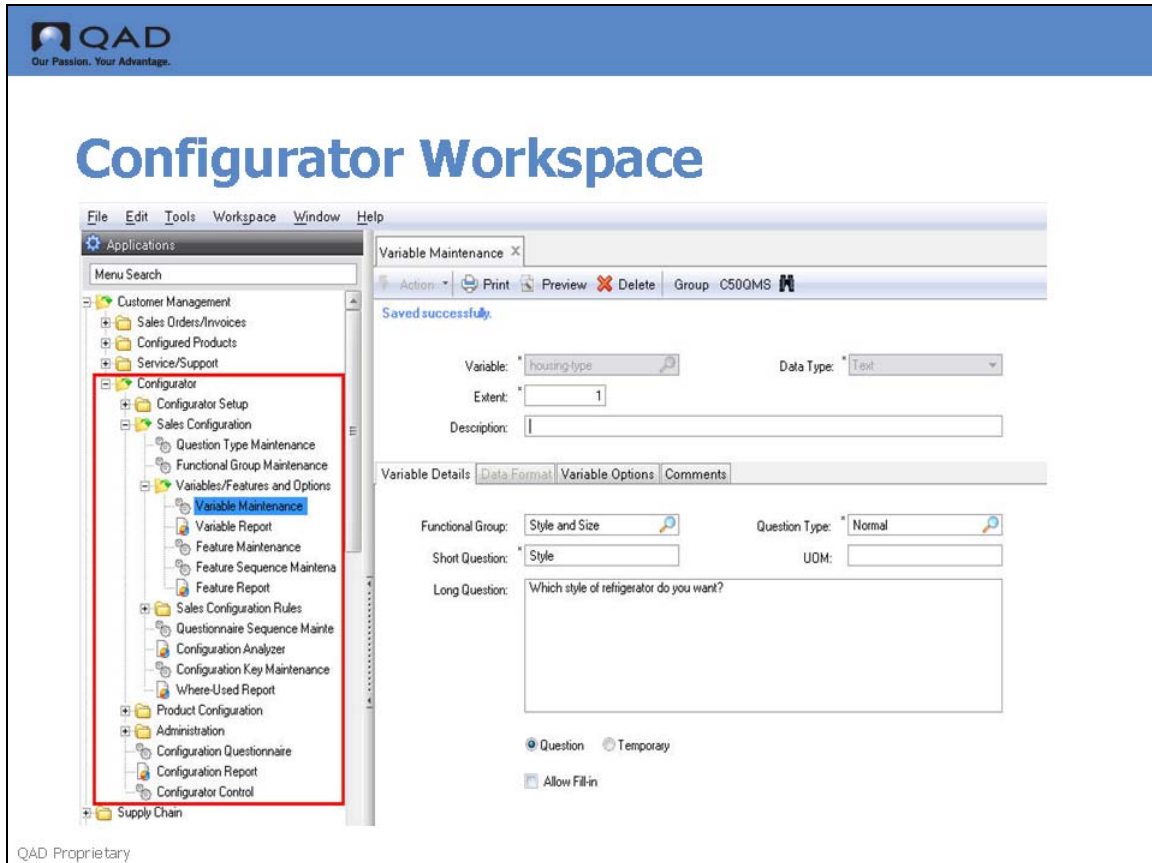 QAD
Our Passion. Your Advantage.
Configurator Workspace
File Edit Tools Workspace Window Help
Applications
Menu Search
Customer Management
Sales Orders/Invoices
Configured Products
Service/Support
Configurator
Configurator Setup
Sales Configuration
Question Type Maintenance
Functional Group Maintenance
Variables/Features and Options
Variable Maintenance
Variable Report
Feature Maintenance
Feature Sequence Maintena
Feature Report
Sales Configuration Rules
Questionnaire Sequence Mainte
Configuration Analyzer
Configuration Key Maintenance
Where-Used Report
Product Configuration
Administration
Configuration Questionnaire
Configuration Report
Configurator Control
Supply Chain
Variable Maintenance
Action Print Preview Delete Group C50QMS
Saved successfully.
Variable: * housing-type Data Type: * Text
Extent: * 1
Description:
Variable Details Data Format Variable Options Comments
Functional Group: Style and Size Question Type: * Normal
Short Question: * Style UOM:
Long Question: Which style of refrigerator do you want?
Question Temporary
Allow Fill-in
QAD Proprietary